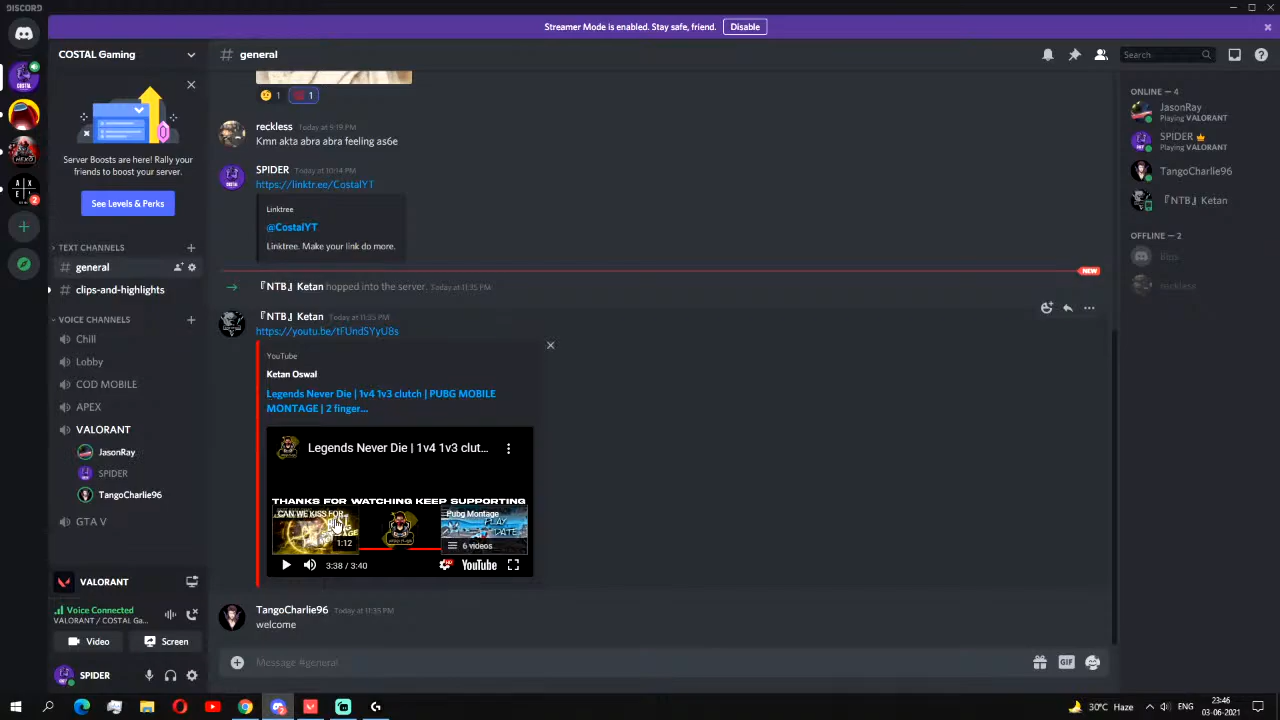 DISCORD
Streamer Mode is enabled. Stay safe, friend.
Disable
COSTAL Gaming
# general
Search
Server Boosts are here! Rally your
friends to boost your server.
See Levels & Perks
TEXT CHANNELS
# general
# clips-and-highlights
VOICE CHANNELS
Chill
Lobby
COD MOBILE
APEX
VALORANT
JasonRay
SPIDER
TangoCharlie96
GTA V
VALORANT
Voice Connected
VALORANT / COSTAL Ga...
Video
Screen
SPIDER
1
1
reckless Today at 9:19 PM
Kmn akta abra abra feeling as6e
SPIDER Today at 10:14 PM
https://linktr.ee/CostalYT
Linktree
@CostalYT
Linktree. Make your link do more.
NEW
『NTB』Ketan hopped into the server. Today at 11:35 PM
『NTB』Ketan Today at 11:35 PM
https://youtu.be/tFUndSYyU8s
YouTube
Ketan Oswal
Legends Never Die | 1v4 1v3 clutch | PUBG MOBILE
MONTAGE | 2 finger...
Legends Never Die | 1v4 1v3 clut...
THANKS FOR WATCHING KEEP SUPPORTING
CAN WE KISS FOR...
1:12
Pubg Montage
6 videos
3:38 / 3:40
HD
YouTube
TangoCharlie96 Today at 11:35 PM
welcome
Message #general
GIF
ONLINE — 4
JasonRay
Playing VALORANT
SPIDER
Playing VALORANT
TangoCharlie96
『NTB』Ketan
OFFLINE — 2
reckless
30°C Haze
ENG
23:46
03-06-2021